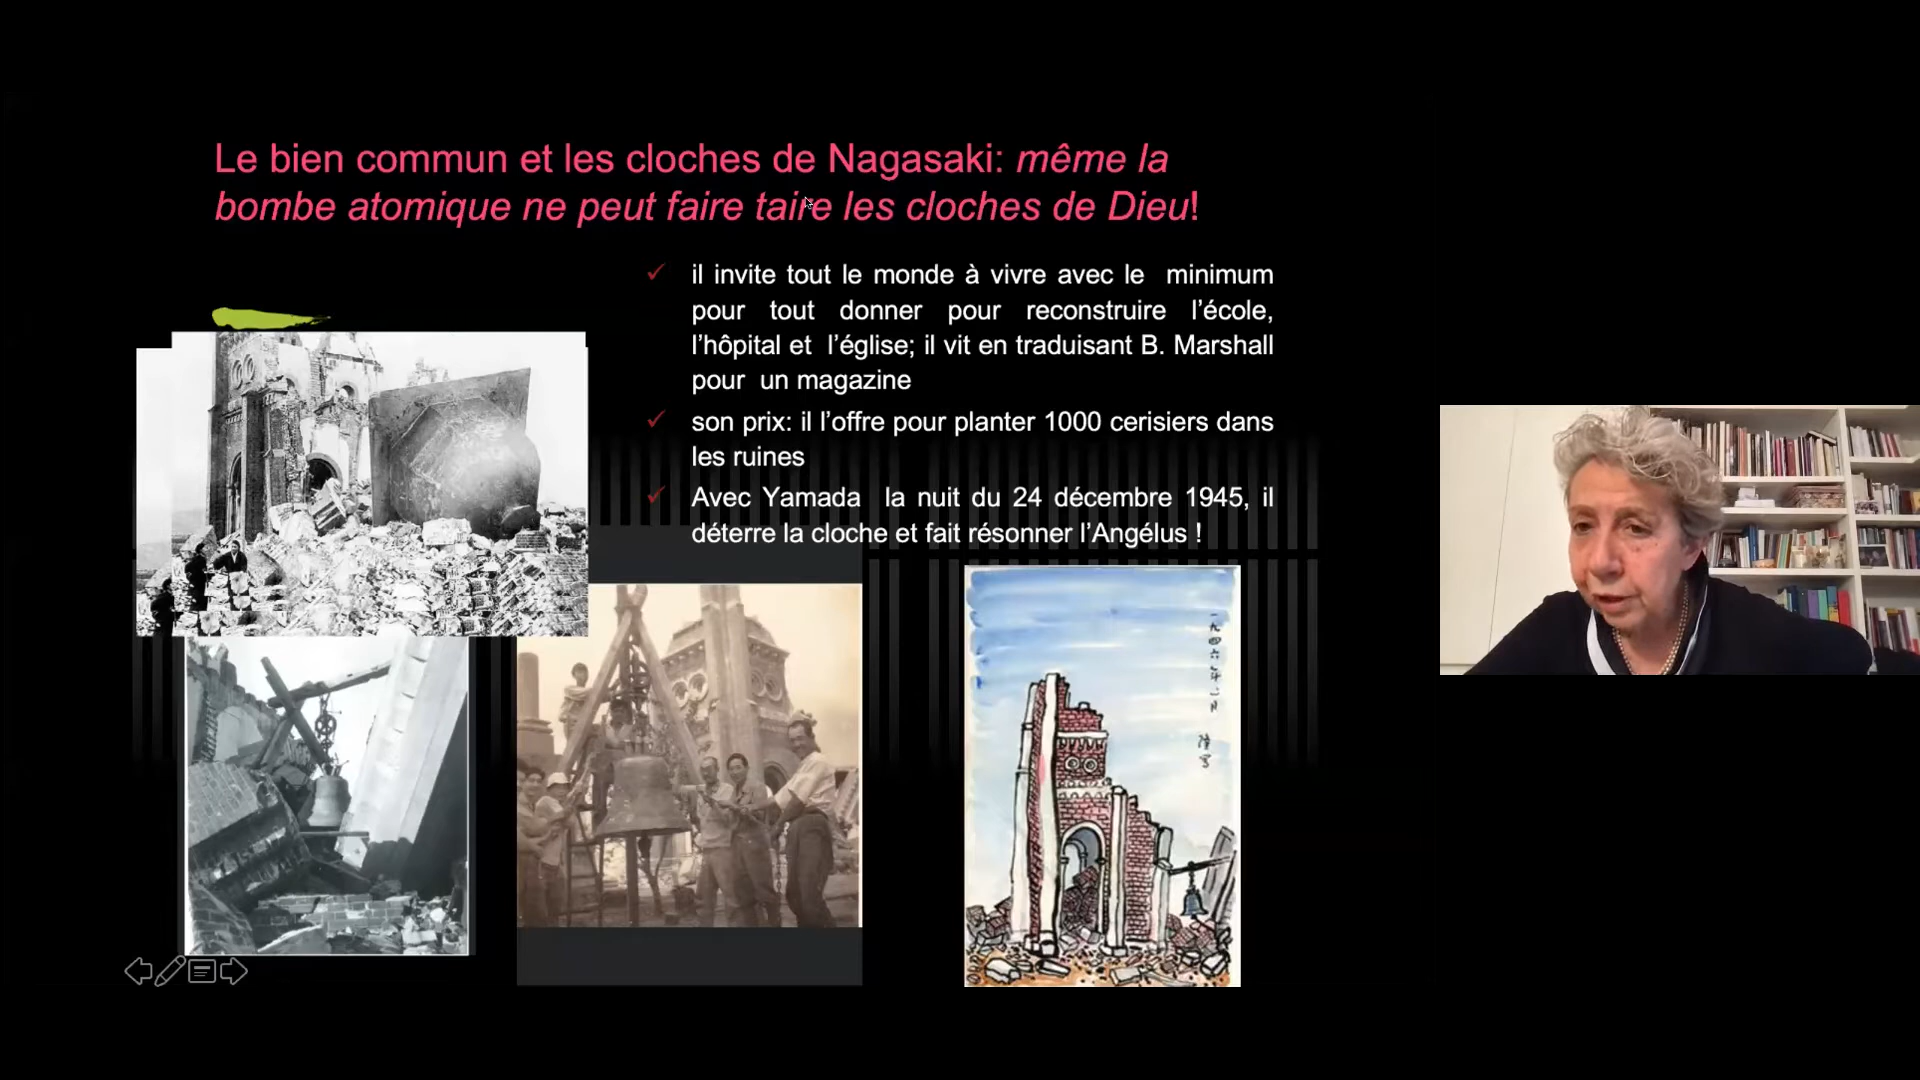 Le bien commun et les cloches de Nagasaki: même la
bombe atomique ne peut faire taire les cloches de Dieu!
il invite tout le monde à vivre avec le minimum
pour tout donner pour reconstruire l’école,
l’hôpital et l’église; il vit en traduisant B. Marshall
pour un magazine
son prix: il l’offre pour planter 1000 cerisiers dans
les ruines
Avec Yamada la nuit du 24 décembre 1945, il
déterre la cloche et fait résonner l’Angélus !